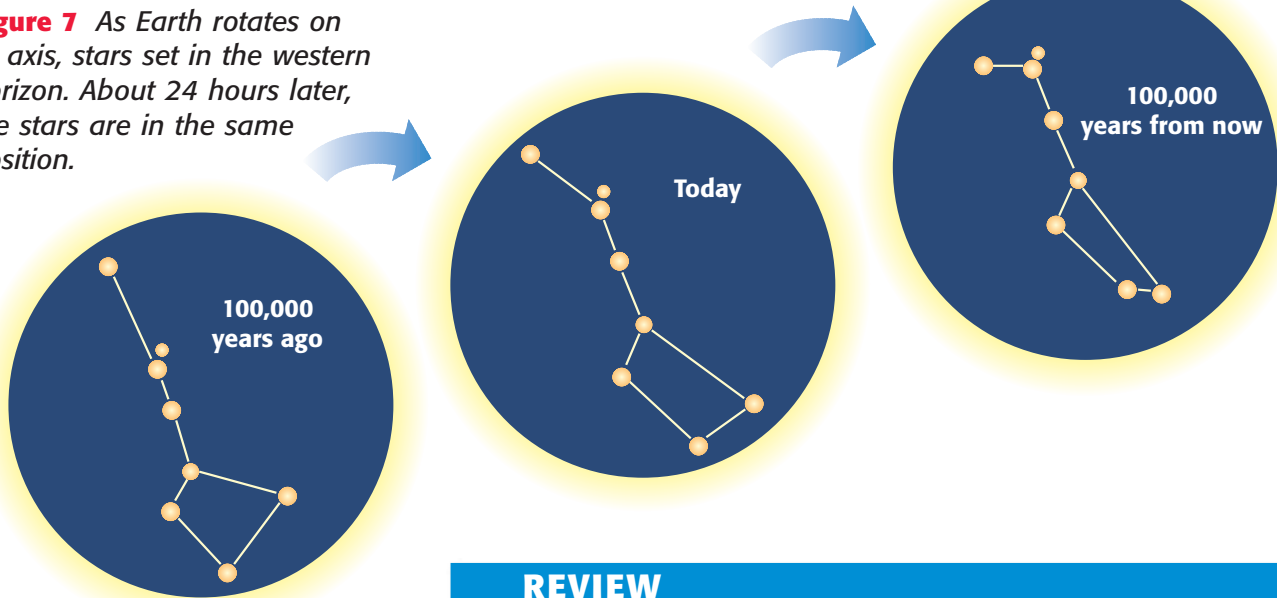 gure 7 As Earth rotates on
axis, stars set in the western
rizon. About 24 hours later,
e stars are in the same
sition.
100,000
years from now
Today
100,000
years ago
REVIEW